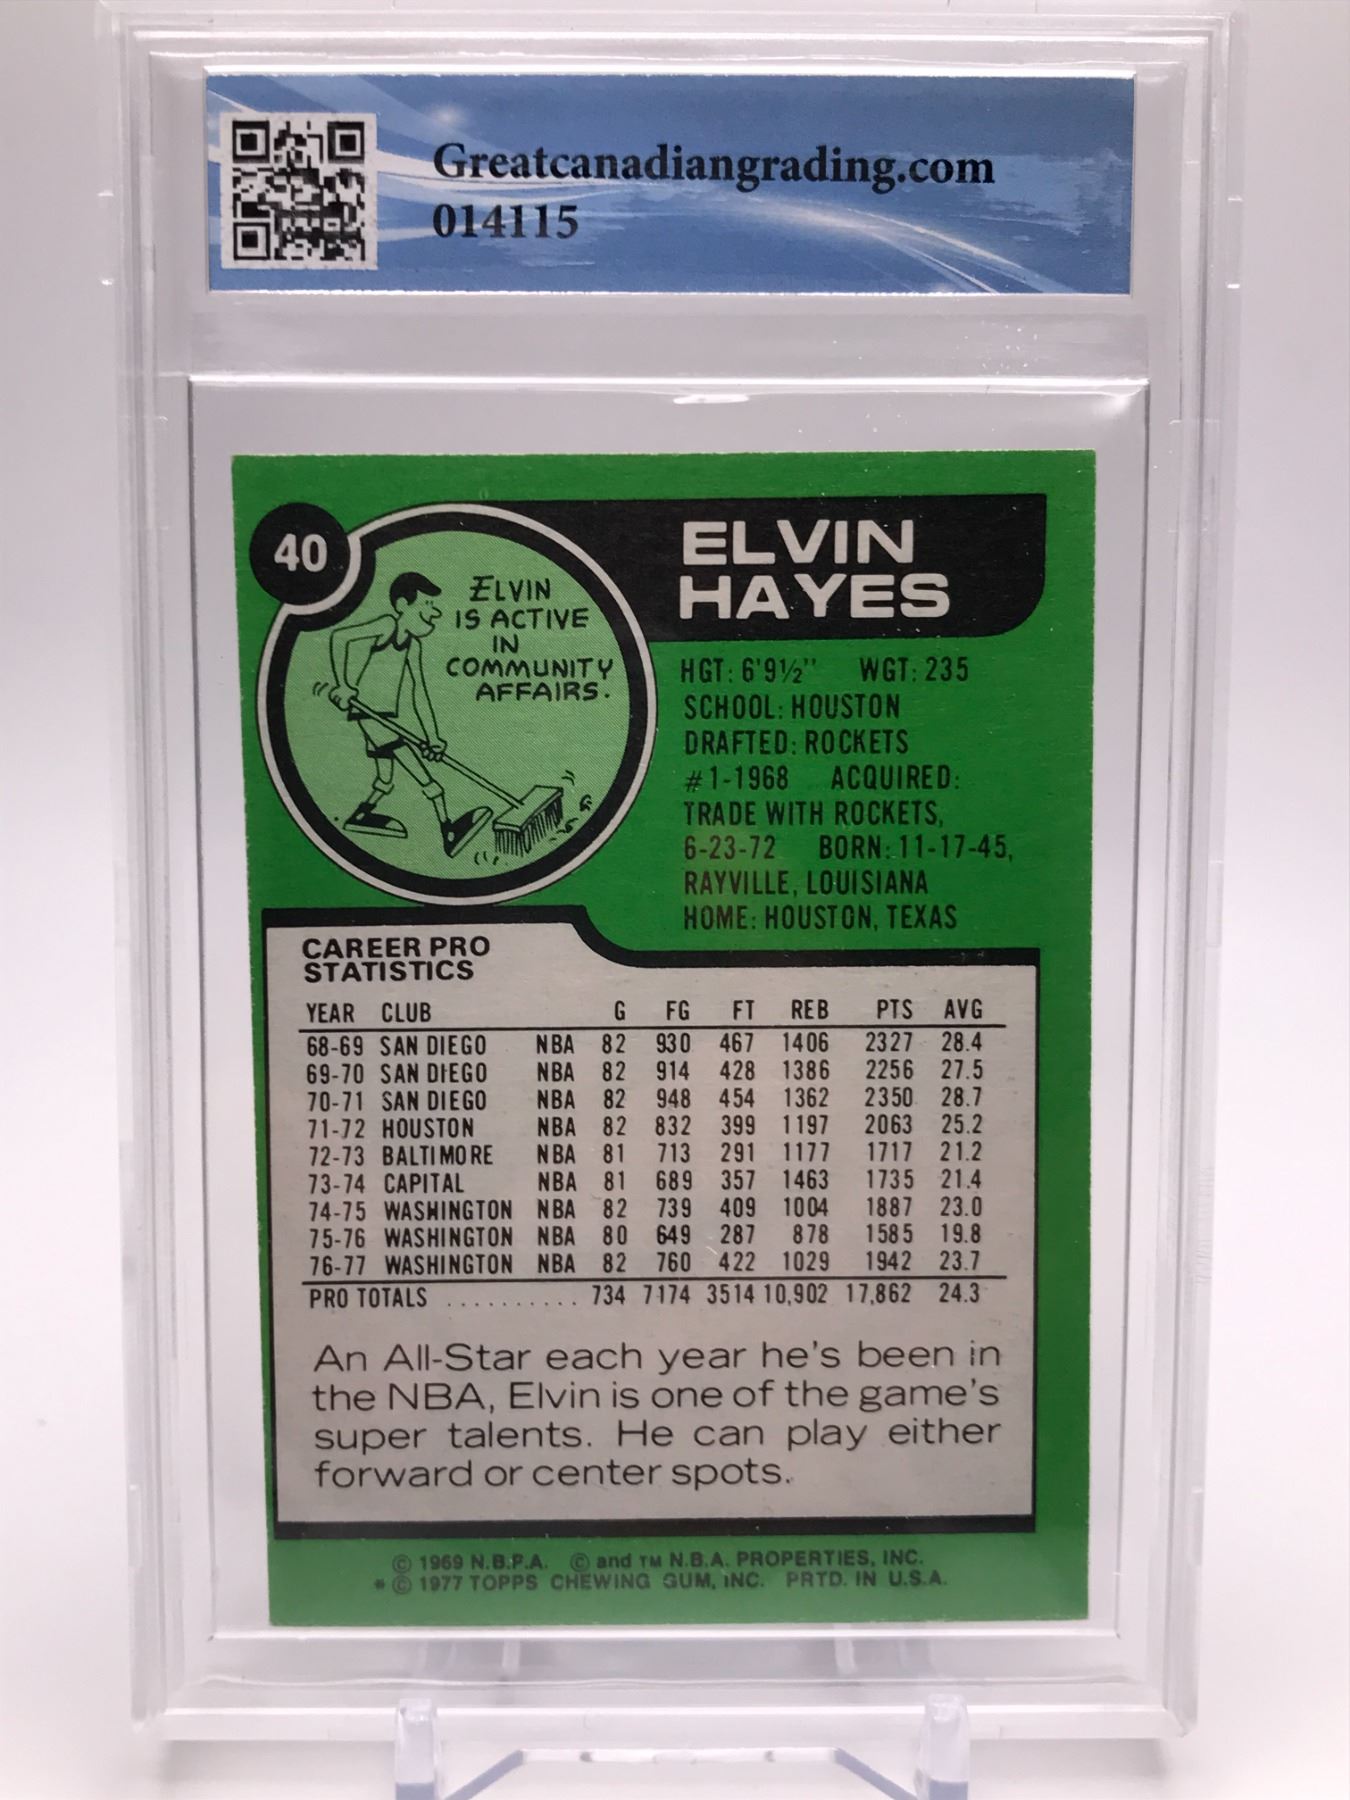 Greatcanadiangrading.com
014115
40
ELVIN
IS ACTIVE
IN
COMMUNITY
AFFAIRS.
ELVIN
HAYES
HGT: 6'9½" WGT: 235
SCHOOL: HOUSTON
DRAFTED: ROCKETS
#1-1968 ACQUIRED:
TRADE WITH ROCKETS,
6-23-72 BORN: 11-17-45,
RAYVILLE, LOUISIANA
HOME: HOUSTON, TEXAS
CAREER PRO
STATISTICS
YEAR CLUB G FG FT REB PTS AVG
68-69 SAN DIEGO NBA 82 930 467 1406 2327 28.4
69-70 SAN DIEGO NBA 82 914 428 1386 2256 27.5
70-71 SAN DIEGO NBA 82 948 454 1362 2350 28.7
71-72 HOUSTON NBA 82 832 399 1197 2063 25.2
72-73 BALTIMORE NBA 81 713 291 1177 1717 21.2
73-74 CAPITAL NBA 81 689 357 1463 1735 21.4
74-75 WASHINGTON NBA 82 739 409 1004 1887 23.0
75-76 WASHINGTON NBA 80 649 287 878 1585 19.8
76-77 WASHINGTON NBA 82 760 422 1029 1942 23.7
PRO TOTALS .......... 734 7174 3514 10,902 17,862 24.3
An All-Star each year he's been in
the NBA, Elvin is one of the game's
super talents. He can play either
forward or center spots.
© 1969 N.B.P.A. © and TM N.B.A. PROPERTIES, INC.
* © 1977 TOPPS CHEWING GUM, INC. PRTD. IN U.S.A.